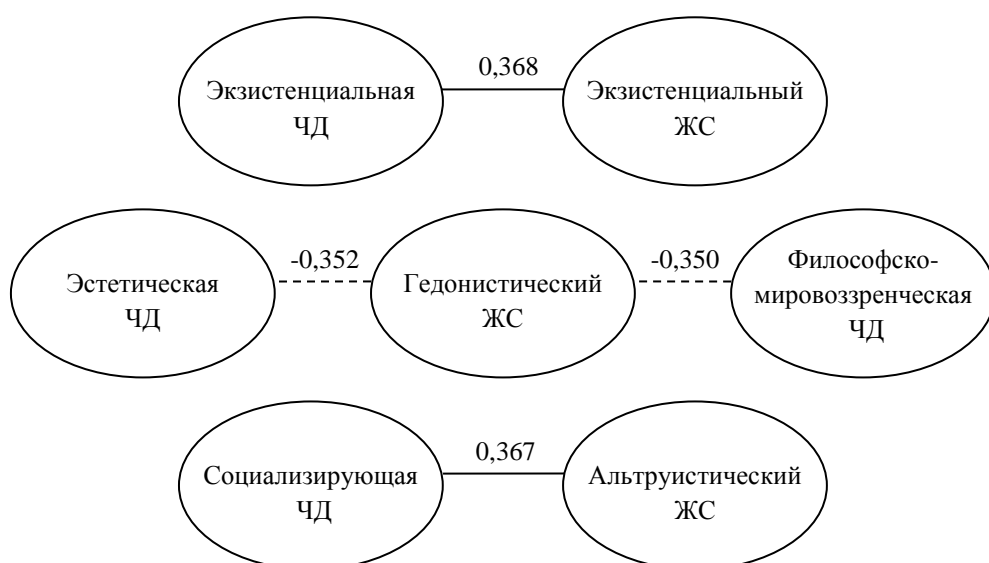 0,368
Экзистенциальная
ЧД
Экзистенциальный
ЖС
-0,352
-0,350
Эстетическая
ЧД
Гедонистический
ЖС
Философско-
мировоззренческая
ЧД
0,367
Социализирующая
ЧД
Альтруистический
ЖС